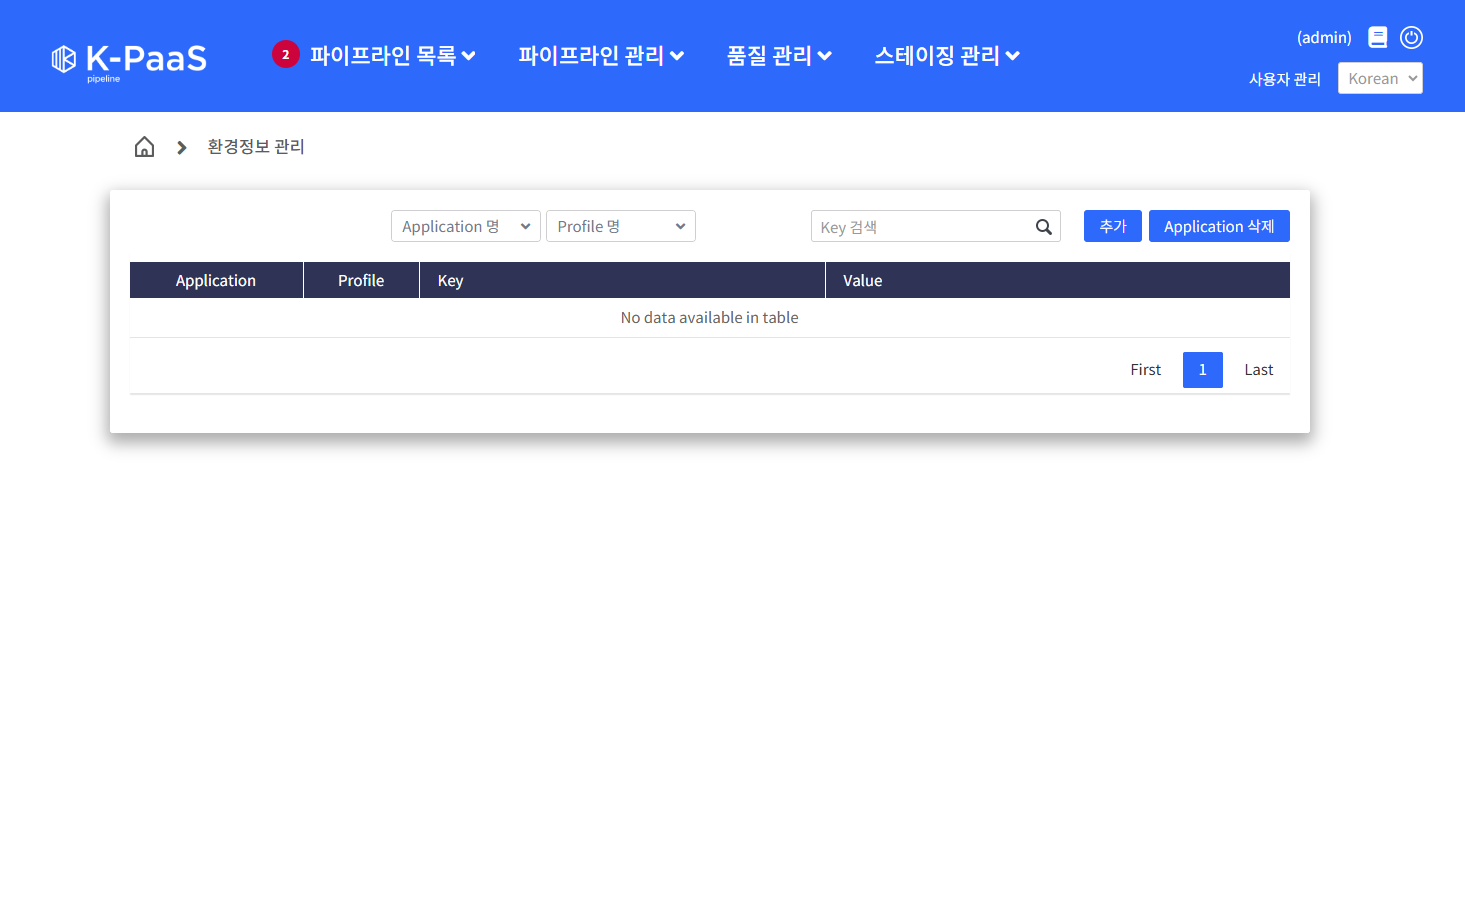 K-PaaS
pipeline
2 파이프라인 목록 파이프라인 관리 품질 관리 스테이징 관리
(admin)
사용자 관리 Korean
환경정보 관리
Application 명 Profile 명 Key 검색 추가 Application 삭제
Application Profile Key Value
No data available in table
First 1 Last